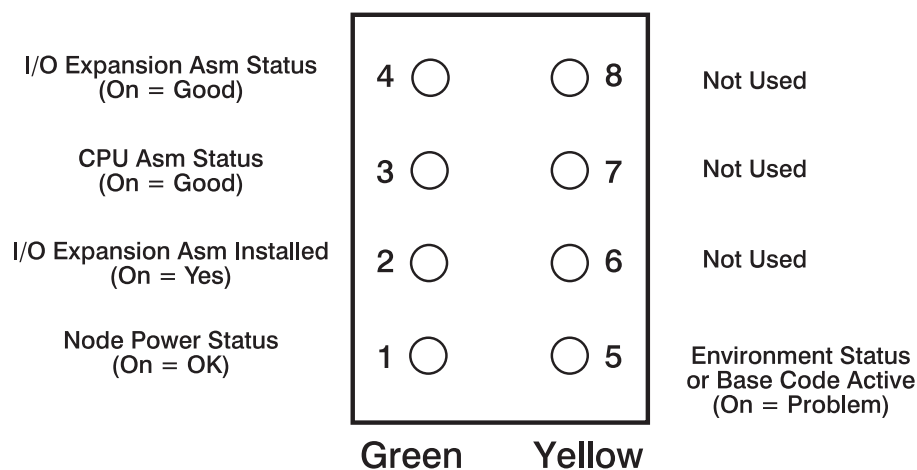 I/O Expansion Asm Status
(On = Good)
4
8
Not Used
CPU Asm Status
(On = Good)
3
7
Not Used
I/O Expansion Asm Installed
(On = Yes)
2
6
Not Used
Node Power Status
(On = OK)
1
5
Environment Status
or Base Code Active
(On = Problem)
Green
Yellow